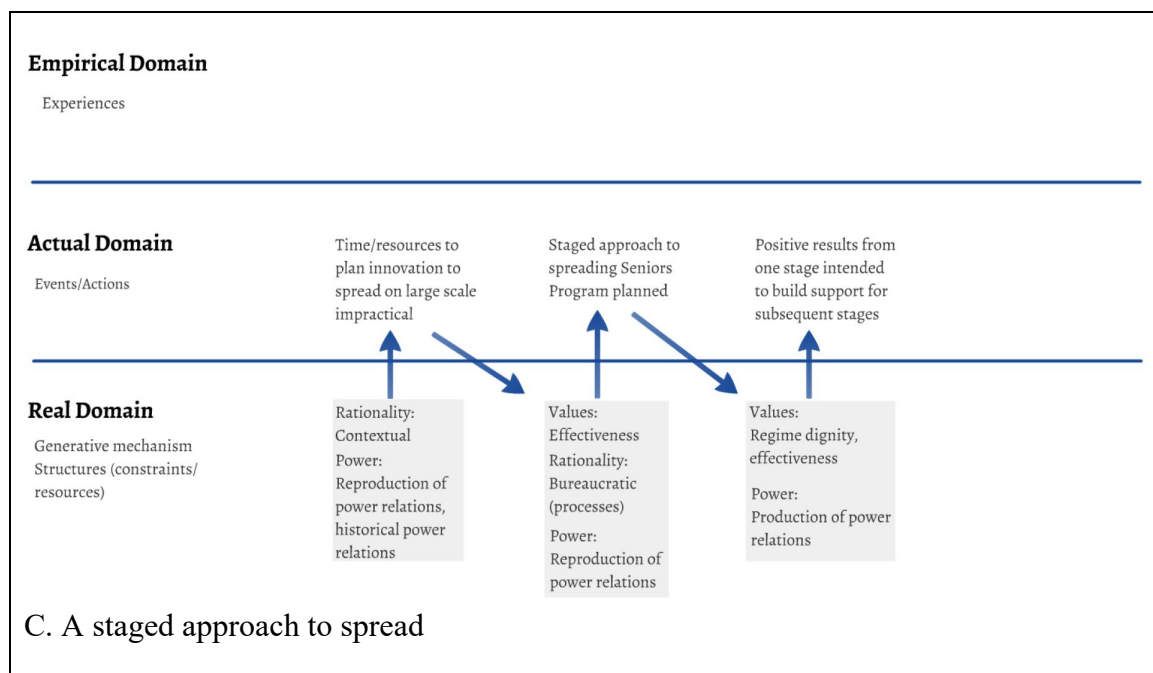 Empirical Domain
Experiences
Actual Domain
Events/Actions
Time/resources to
plan innovation to
spread on large scale
impractical
Staged approach to
spreading Seniors
Program planned
Positive results from
one stage intended
to build support for
subsequent stages
Real Domain
Generative mechanism
Structures (constraints/
resources)
Rationality:
Contextual
Power:
Reproduction of
power relations,
historical power
relations
Values:
Effectiveness
Rationality:
Bureaucratic
(processes)
Power:
Reproduction of
power relations
Values:
Regime dignity,
effectiveness
Power:
Production of power
relations
C. A staged approach to spread